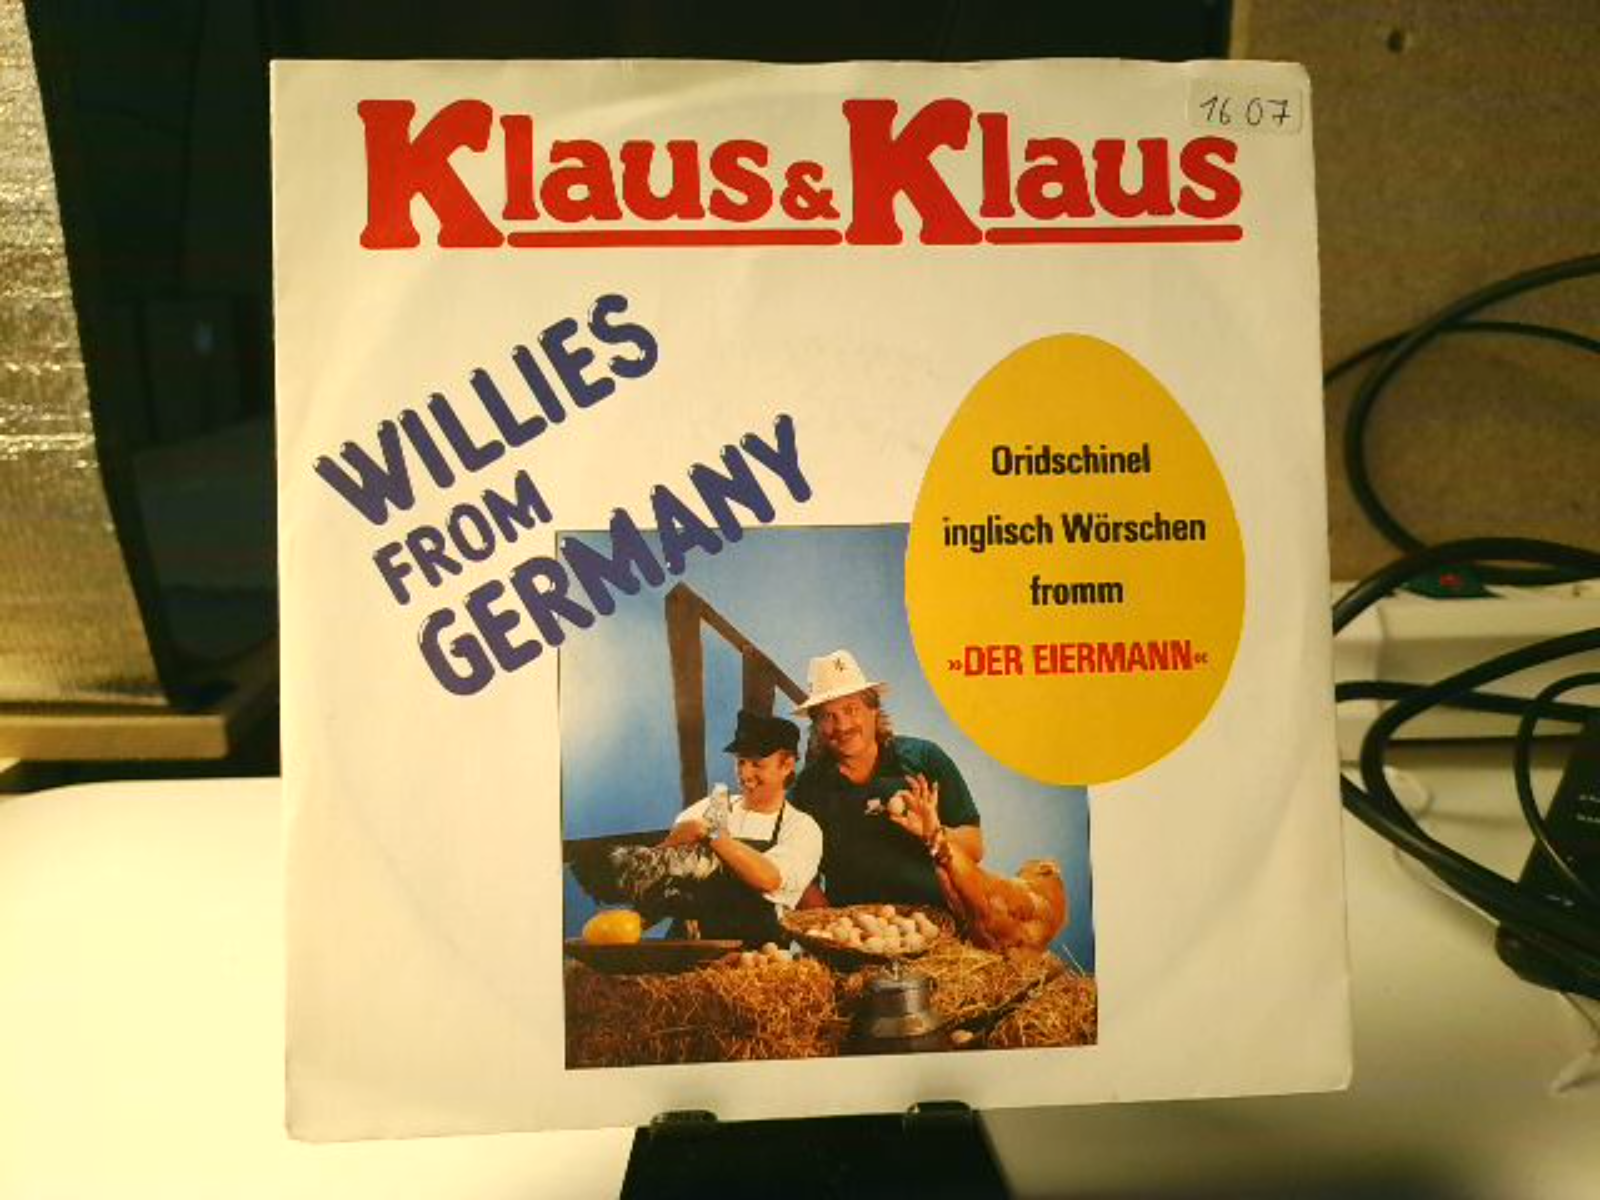 16 07
Klaus & Klaus
WILLIES
FROM
GERMANY
Oridschinel
inglisch Wörschen
fromm
»DER EIERMANN«